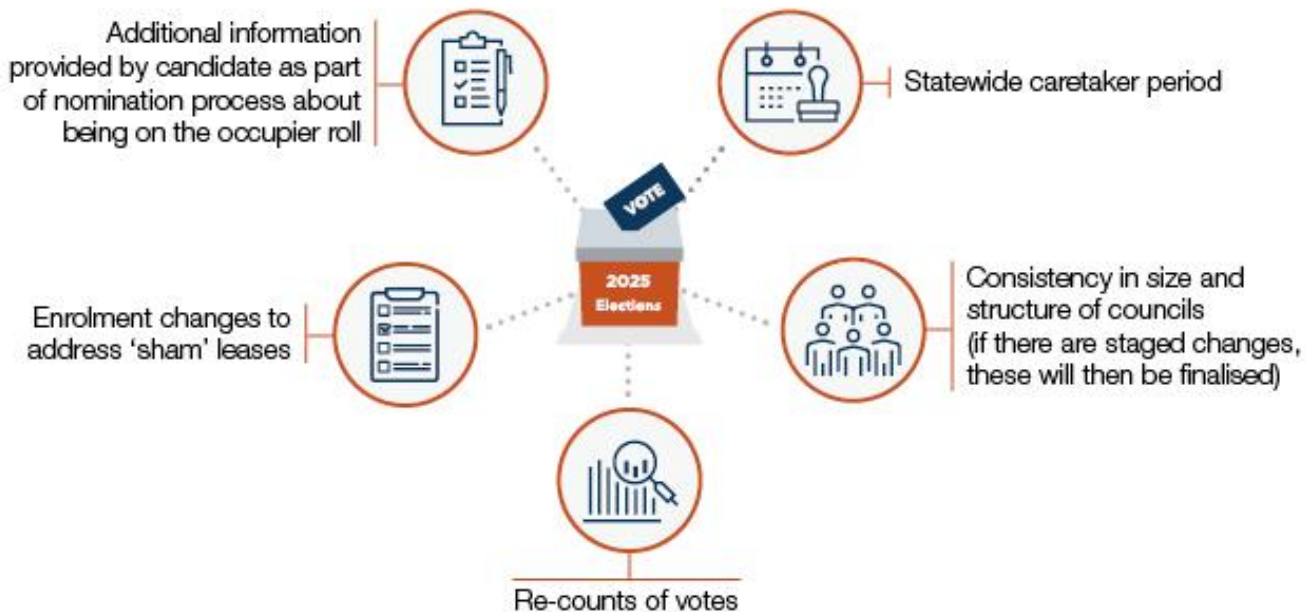 Additional information
provided by candidate as part
of nomination process about
being on the occupier roll
Statewide caretaker period
VOTE
2025
Elections
Enrolment changes to
address ‘sham’ leases
Consistency in size and
structure of councils
(if there are staged changes,
these will then be finalised)
Re-counts of votes